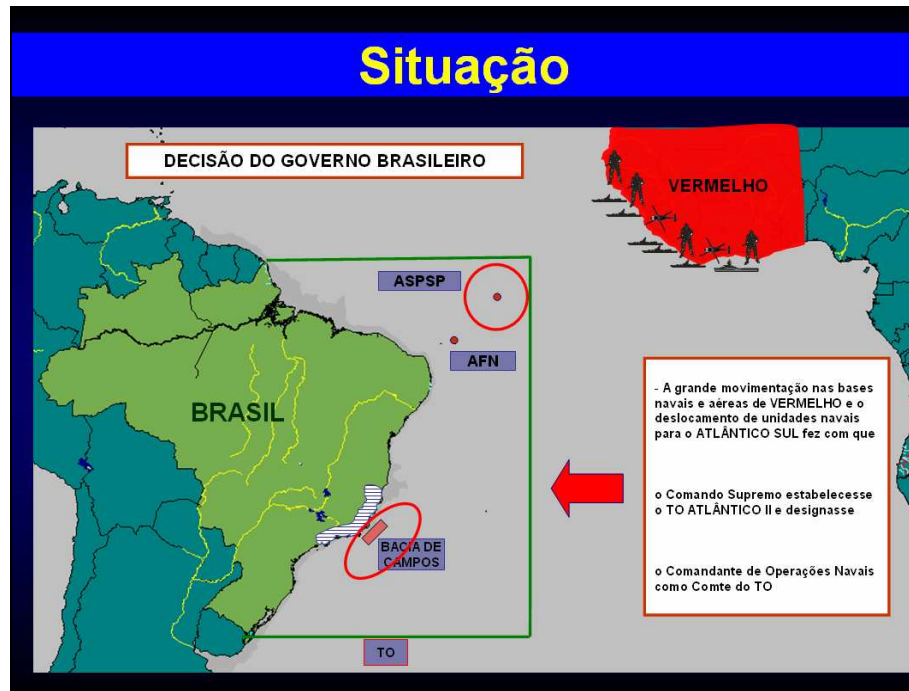 Situação
DECISÃO DO GOVERNO BRASILEIRO
VERMELHO
ASPSP
AFN
BRASIL
- A grande movimentação nas bases
navais e aéreas de VERMELHO e o
deslocamento de unidades navais
para o ATLÂNTICO SUL fez com que
o Comando Supremo estabelecesse
o TO ATLÂNTICO II e designasse
o Comandante de Operações Navais
como Comte do TO
BACIA DE
CAMPOS
TO